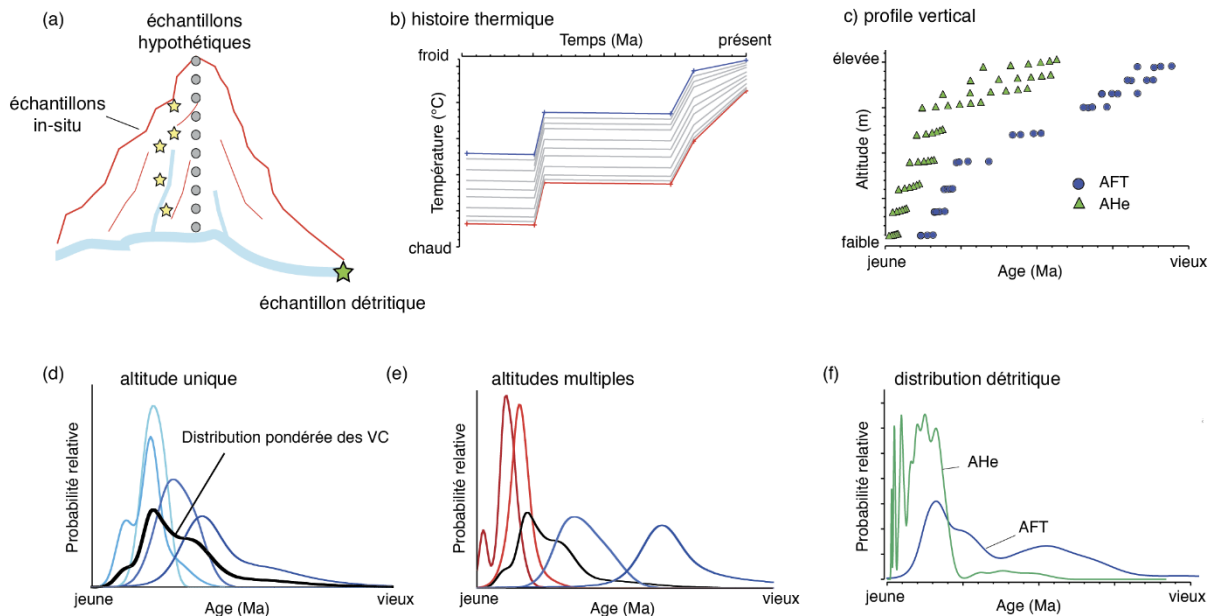 (a)
échantillons
hypothétiques
échantillons
in-situ
échantillon détritique
b) histoire thermique
Temps (Ma)
présent
froid
Température (°C)
chaud
c) profile vertical
élevée
Altitude (m)
faible
AFT
AHe
jeune
Age (Ma)
vieux
(d)
altitude unique
Distribution pondérée des VC
Probabilité relative
jeune
Age (Ma)
vieux
(e)
altitudes multiples
Probabilité relative
jeune
Age (Ma)
vieux
(f)
distribution détritique
AHe
AFT
Probabilité relative
jeune
Age (Ma)
vieux